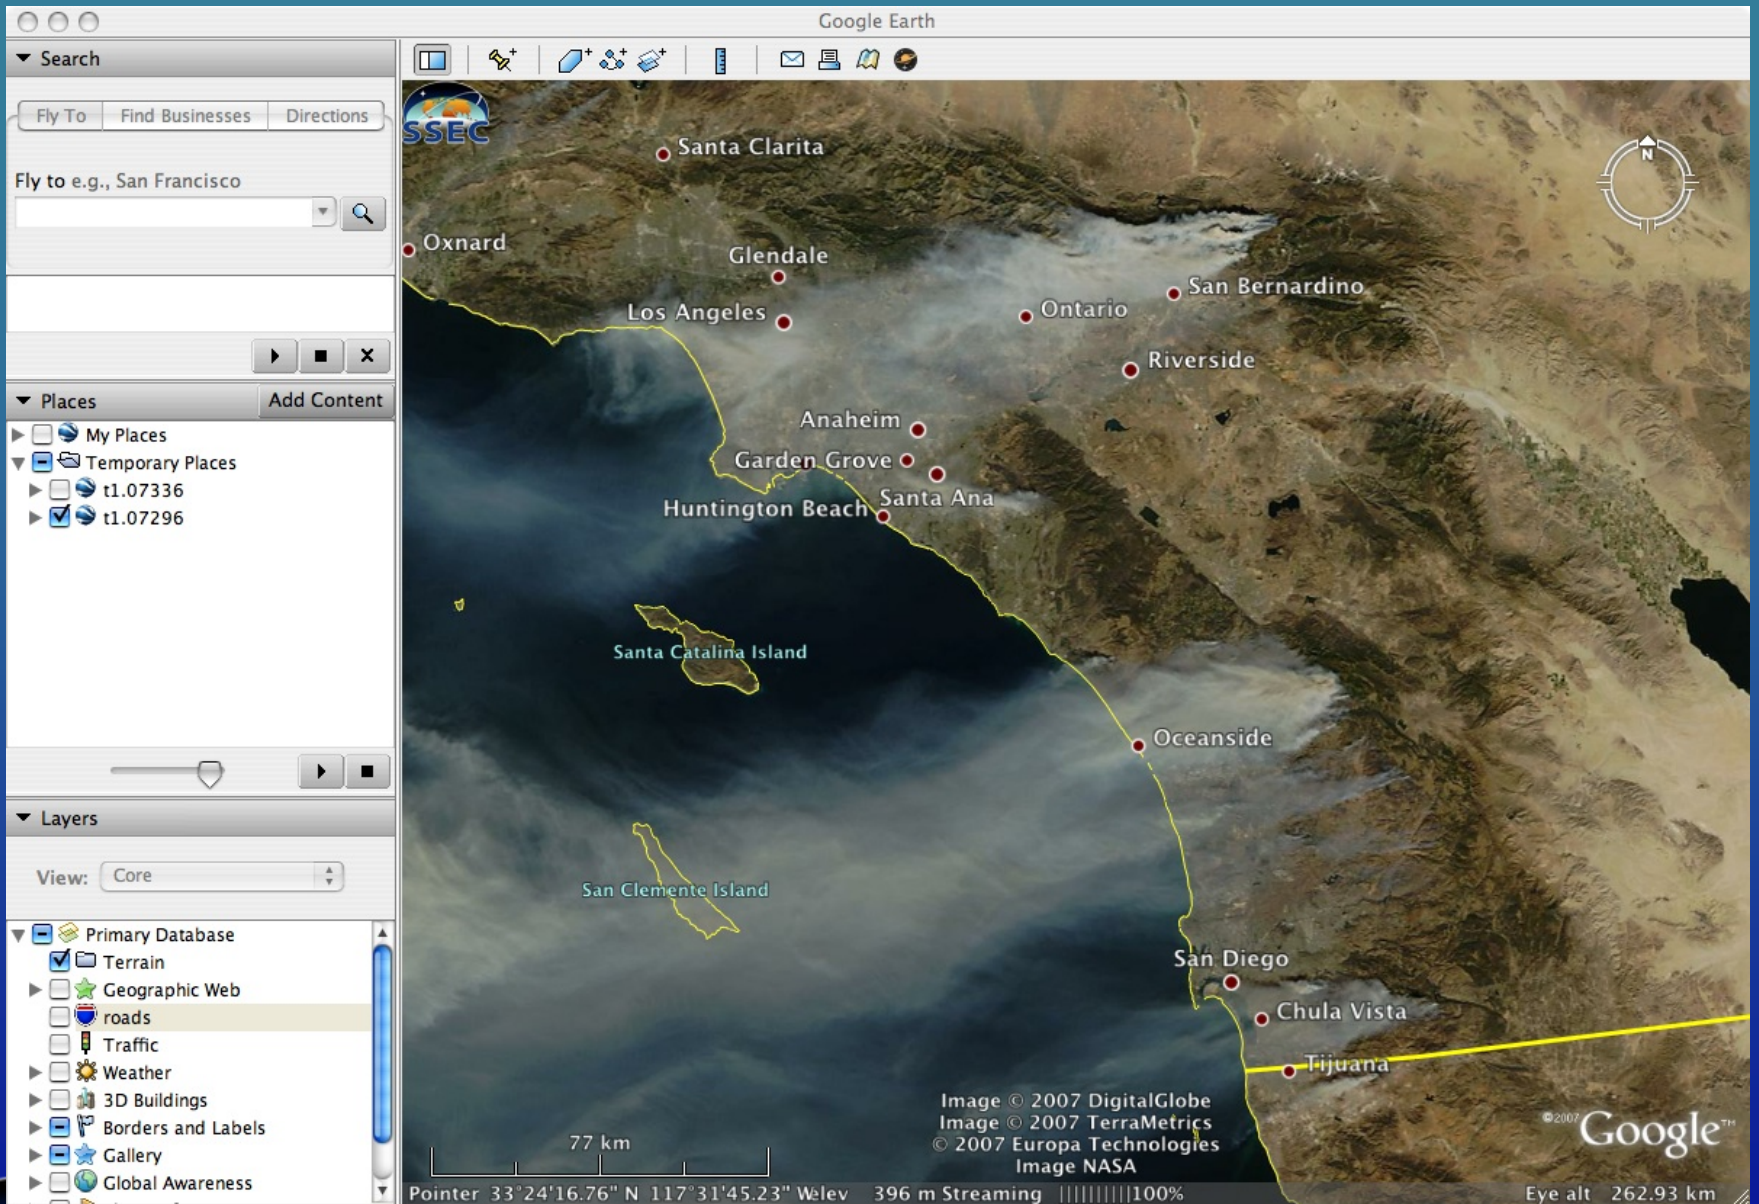 Google Earth
Search
Fly To
Find Businesses
Directions
Fly to e.g., San Francisco
Places
Add Content
My Places
Temporary Places
t1.07336
t1.07296
Layers
View:
Core
Primary Database
Terrain
Geographic Web
roads
Traffic
Weather
3D Buildings
Borders and Labels
Gallery
Global Awareness
SSEC
N
Santa Clarita
Oxnard
Glendale
Los Angeles
San Bernardino
Ontario
Riverside
Anaheim
Garden Grove
Santa Ana
Huntington Beach
Santa Catalina Island
Oceanside
San Clemente Island
San Diego
Chula Vista
Tijuana
Image © 2007 DigitalGlobe
Image © 2007 TerraMetrics
© 2007 Europa Technologies
Image NASA
©2007 Google™
77 km
Pointer 33°24'16.76" N 117°31'45.23" W elev 396 m Streaming ||||||||||100% Eye alt 262.93 km